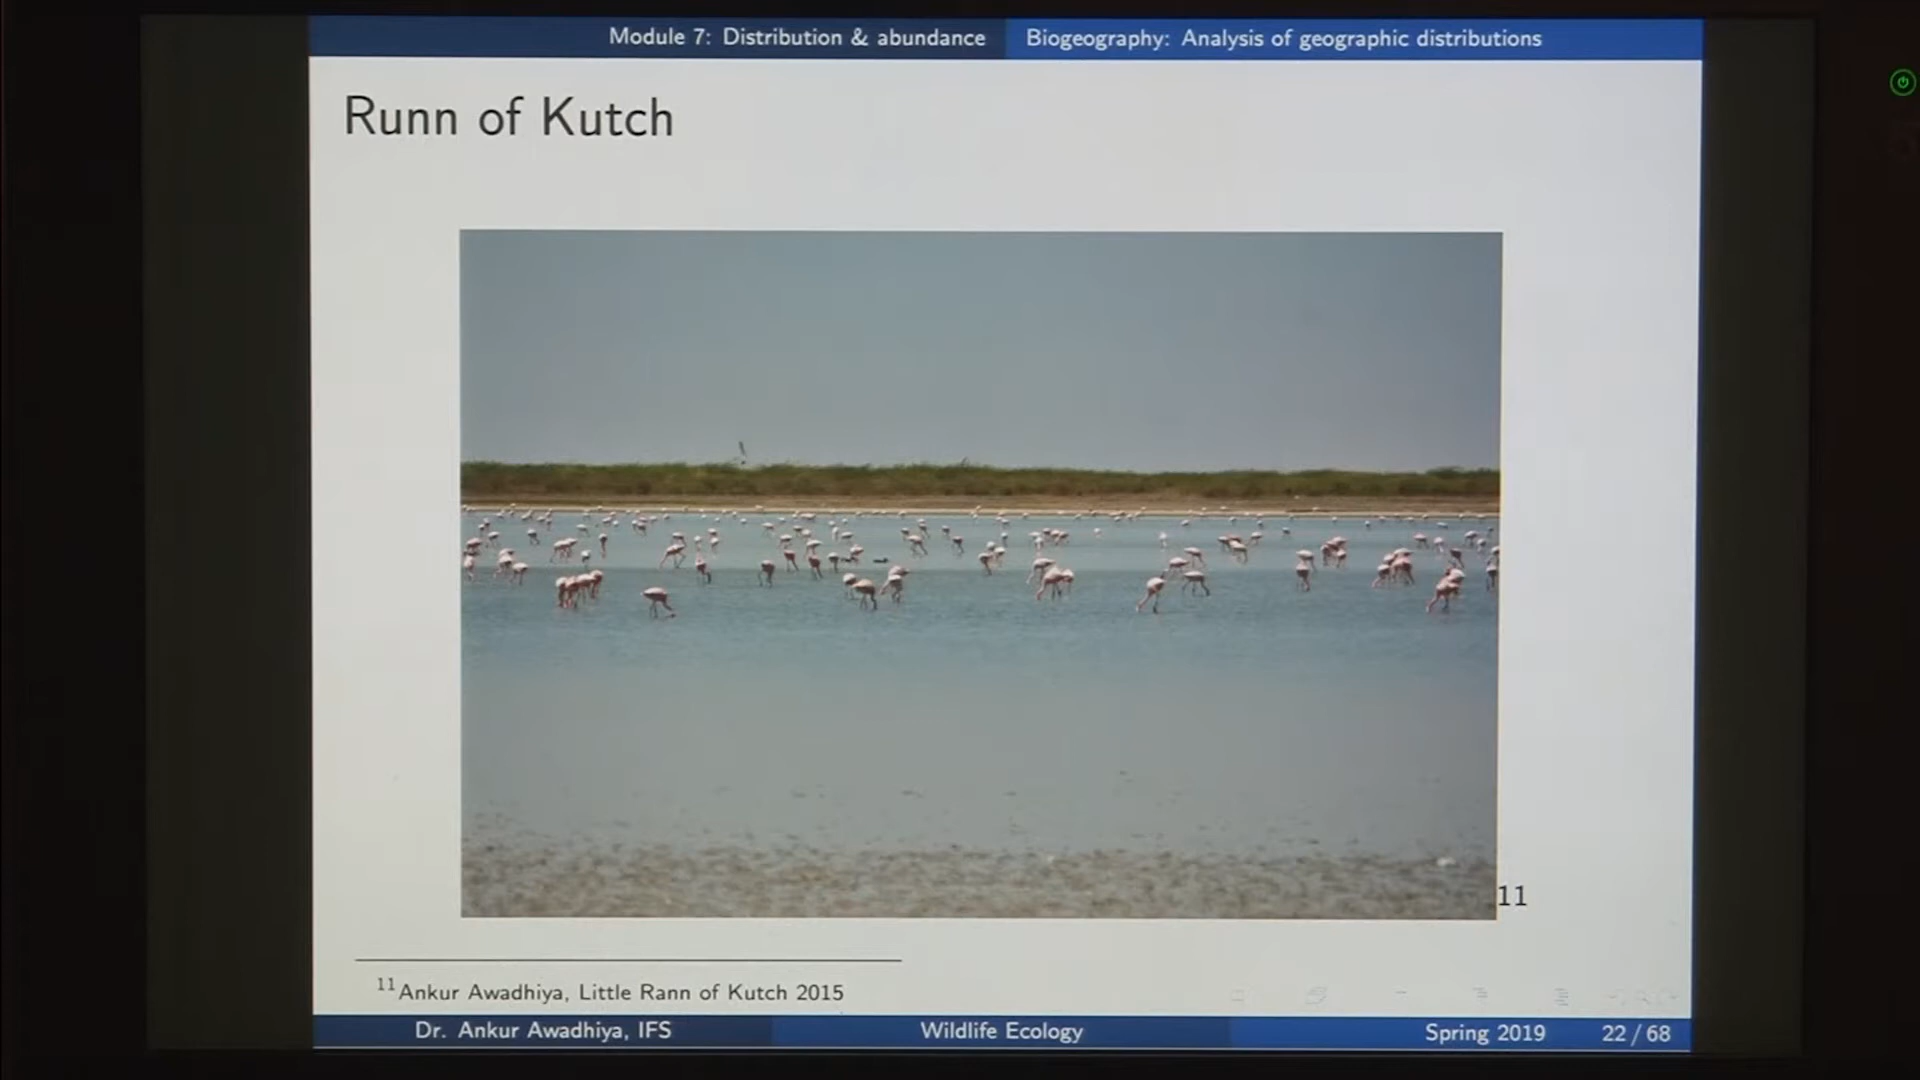 Module 7: Distribution & abundance Biogeography: Analysis of geographic distributions
Runn of Kutch
11
11Ankur Awadhiya, Little Rann of Kutch 2015
Dr. Ankur Awadhiya, IFS Wildlife Ecology Spring 2019 22 / 68